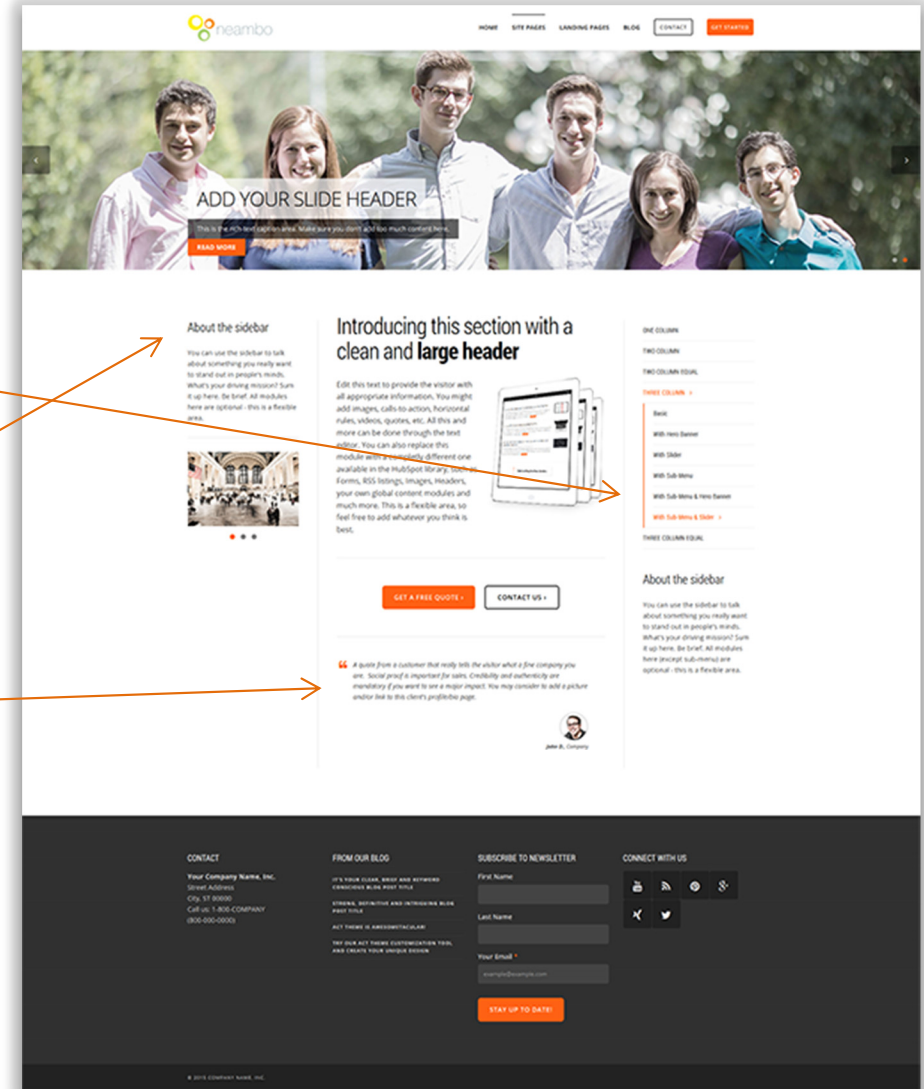 neambo
HOME SITE PAGES LANDING PAGES BLOG CONTACT GET STARTED
ADD YOUR SLIDE HEADER
This is the rich-text caption area. Make sure you don't add too much content here.
READ MORE
About the sidebar
You can use the sidebar to talk
about something you really want
to stand out in people's minds.
What's your driving mission? Sum
it up here. Be brief. All modules
here are optional - this is a flexible
area.
Introducing this section with a
clean and large header
Edit this text to provide the visitor with
all appropriate information. You might
add images, calls-to-action, horizontal
rules, videos, quotes, etc. All this and
more can be done through the text
editor. You can also replace this
module with a completly different one
available in the HubSpot library, such as
Forms, RSS listings, Images, Headers,
your own global content modules and
much more. This is a flexible area, so
feel free to add whatever you think is
best.
GET A FREE QUOTE ›
CONTACT US ›
“ A quote from a customer that really tells the visitor what a fine company you
are. Social proof is important for sales. Credibility and authenticity are
mandatory if you want to see a major impact. You may consider to add a picture
and/or link to this client's profile/bio page.
John D., Company
ONE COLUMN
TWO COLUMN
TWO COLUMN EQUAL
THREE COLUMN ›
Basic
With Hero Banner
With Slider
With Sub-Menu
With Sub-Menu & Hero Banner
With Sub-Menu & Slider ›
THREE COLUMN EQUAL
About the sidebar
You can use the sidebar to talk
about something you really want
to stand out in people's minds.
What's your driving mission? Sum
it up here. Be brief. All modules
here (except sub-menu) are
optional - this is a flexible area.
CONTACT
Your Company Name, Inc.
Street Address
City, ST 00000
Call us: 1-800-COMPANY
(800-000-0000)
FROM OUR BLOG
IT'S YOUR CLEAR, BRIEF AND KEYWORD
CONSCIOUS BLOG POST TITLE
STRONG, DEFINITIVE AND INTRIGUING BLOG
POST TITLE
ACT THEME IS AWESOMETACULAR!
TRY OUR ACT THEME CUSTOMIZATION TOOL
AND CREATE YOUR UNIQUE DESIGN
SUBSCRIBE TO NEWSLETTER
First Name
Last Name
Your Email *
example@example.com
STAY UP TO DATE!
CONNECT WITH US
© 2015 COMPANY NAME, INC.